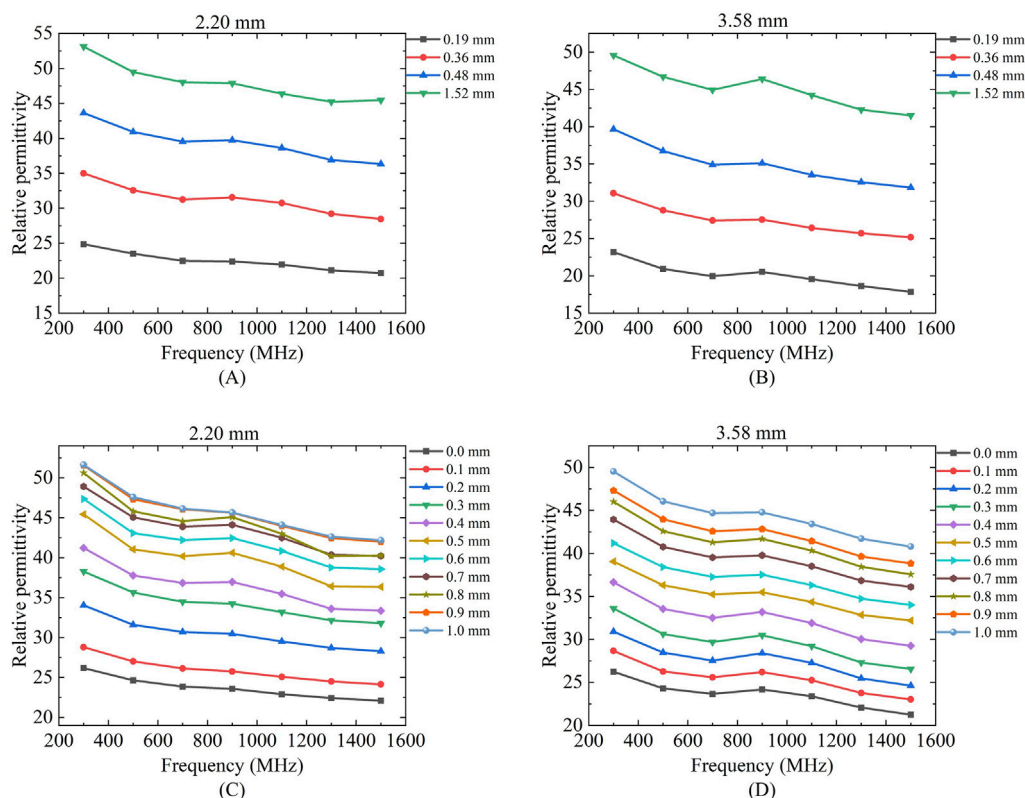 2.20 mm
55
50
45
40
35
30
25
20
15
Relative permittivity
200 400 600 800 1000 1200 1400 1600
Frequency (MHz)
(A)
0.19 mm
0.36 mm
0.48 mm
1.52 mm
3.58 mm
50
45
40
35
30
25
20
15
Relative permittivity
200 400 600 800 1000 1200 1400 1600
Frequency (MHz)
(B)
0.19 mm
0.36 mm
0.48 mm
1.52 mm
2.20 mm
50
45
40
35
30
25
20
Relative permittivity
200 400 600 800 1000 1200 1400 1600
Frequency (MHz)
(C)
0.0 mm
0.1 mm
0.2 mm
0.3 mm
0.4 mm
0.5 mm
0.6 mm
0.7 mm
0.8 mm
0.9 mm
1.0 mm
3.58 mm
50
45
40
35
30
25
20
Relative permittivity
200 400 600 800 1000 1200 1400 1600
Frequency (MHz)
(D)
0.0 mm
0.1 mm
0.2 mm
0.3 mm
0.4 mm
0.5 mm
0.6 mm
0.7 mm
0.8 mm
0.9 mm
1.0 mm